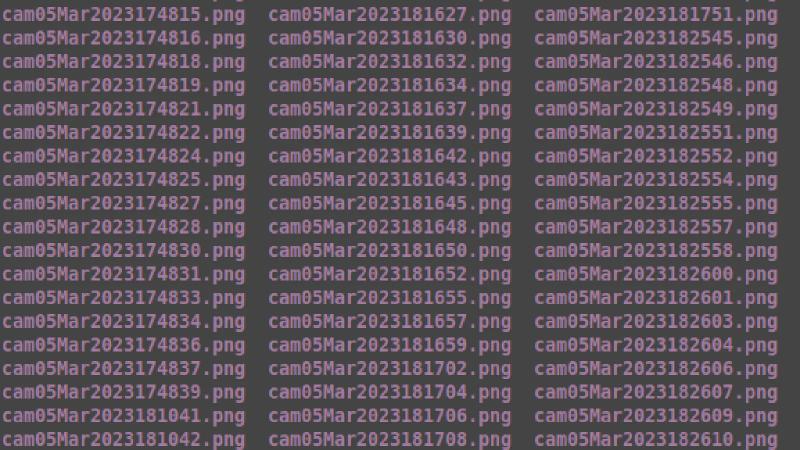 cam05Mar2023174815.png cam05Mar2023181627.png cam05Mar2023181751.png
cam05Mar2023174816.png cam05Mar2023181630.png cam05Mar2023182545.png
cam05Mar2023174818.png cam05Mar2023181632.png cam05Mar2023182546.png
cam05Mar2023174819.png cam05Mar2023181634.png cam05Mar2023182548.png
cam05Mar2023174821.png cam05Mar2023181637.png cam05Mar2023182549.png
cam05Mar2023174822.png cam05Mar2023181639.png cam05Mar2023182551.png
cam05Mar2023174824.png cam05Mar2023181642.png cam05Mar2023182552.png
cam05Mar2023174825.png cam05Mar2023181643.png cam05Mar2023182554.png
cam05Mar2023174827.png cam05Mar2023181645.png cam05Mar2023182555.png
cam05Mar2023174828.png cam05Mar2023181648.png cam05Mar2023182557.png
cam05Mar2023174830.png cam05Mar2023181650.png cam05Mar2023182558.png
cam05Mar2023174831.png cam05Mar2023181652.png cam05Mar2023182600.png
cam05Mar2023174833.png cam05Mar2023181655.png cam05Mar2023182601.png
cam05Mar2023174834.png cam05Mar2023181657.png cam05Mar2023182603.png
cam05Mar2023174836.png cam05Mar2023181659.png cam05Mar2023182604.png
cam05Mar2023174837.png cam05Mar2023181702.png cam05Mar2023182606.png
cam05Mar2023174839.png cam05Mar2023181704.png cam05Mar2023182607.png
cam05Mar2023181041.png cam05Mar2023181706.png cam05Mar2023182609.png
cam05Mar2023181042.png cam05Mar2023181708.png cam05Mar2023182610.png